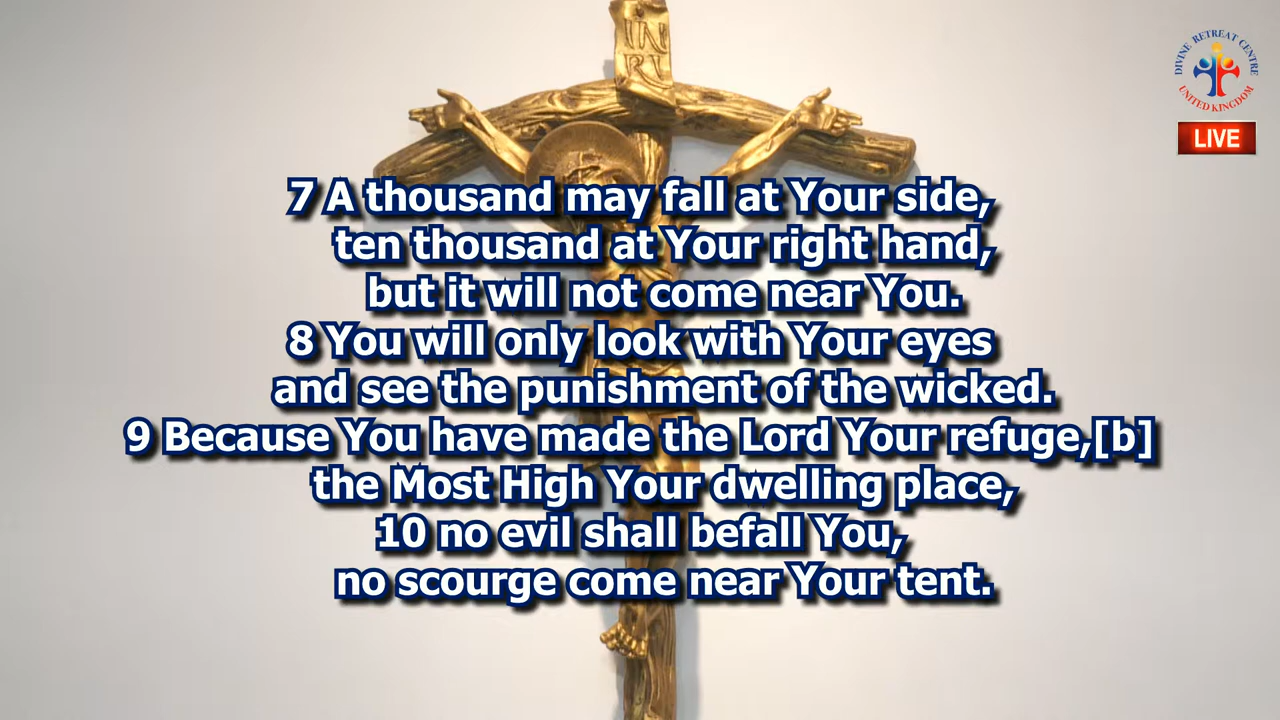 IN
RI
DIVINE RETREAT CENTRE
UNITED KINGDOM
LIVE
7 A thousand may fall at Your side,
ten thousand at Your right hand,
but it will not come near You.
8 You will only look with Your eyes
and see the punishment of the wicked.
9 Because You have made the Lord Your refuge,[b]
the Most High Your dwelling place,
10 no evil shall befall You,
no scourge come near Your tent.